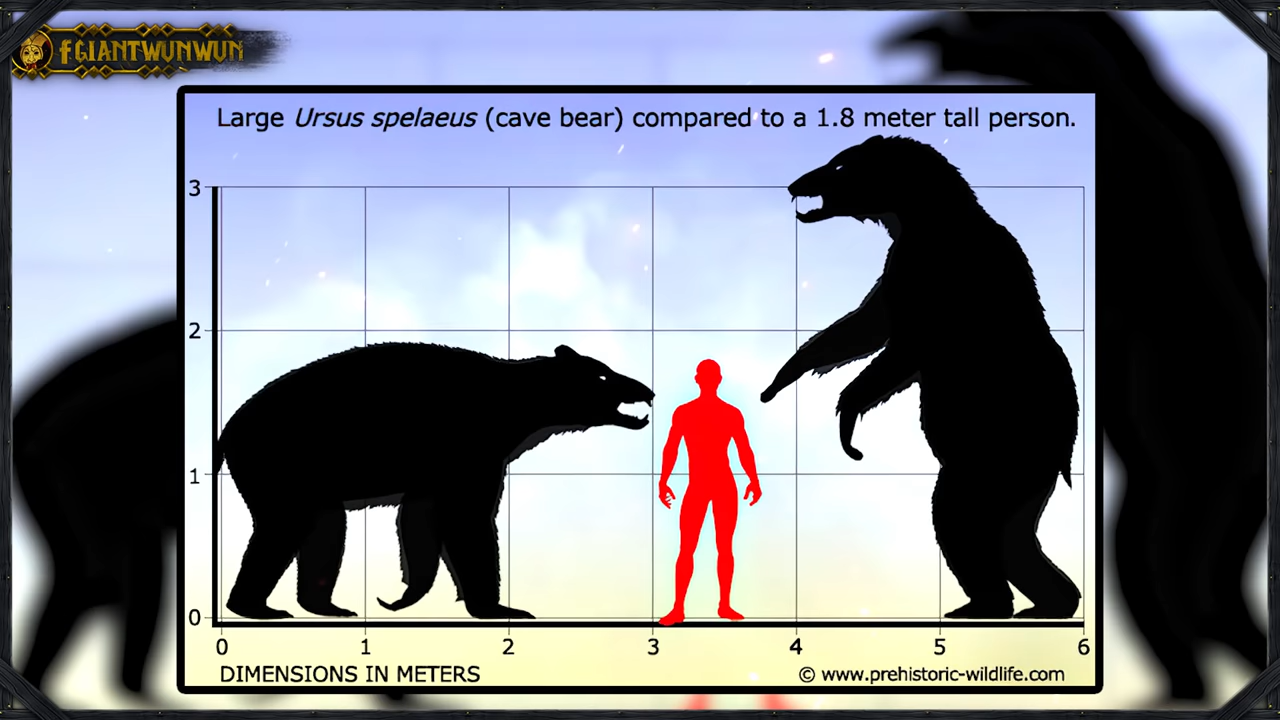 fGIANTWUNWUN
Large Ursus spelaeus (cave bear) compared to a 1.8 meter tall person.
3
2
1
0
0 1 2 3 4 5 6
DIMENSIONS IN METERS © www.prehistoric-wildlife.com